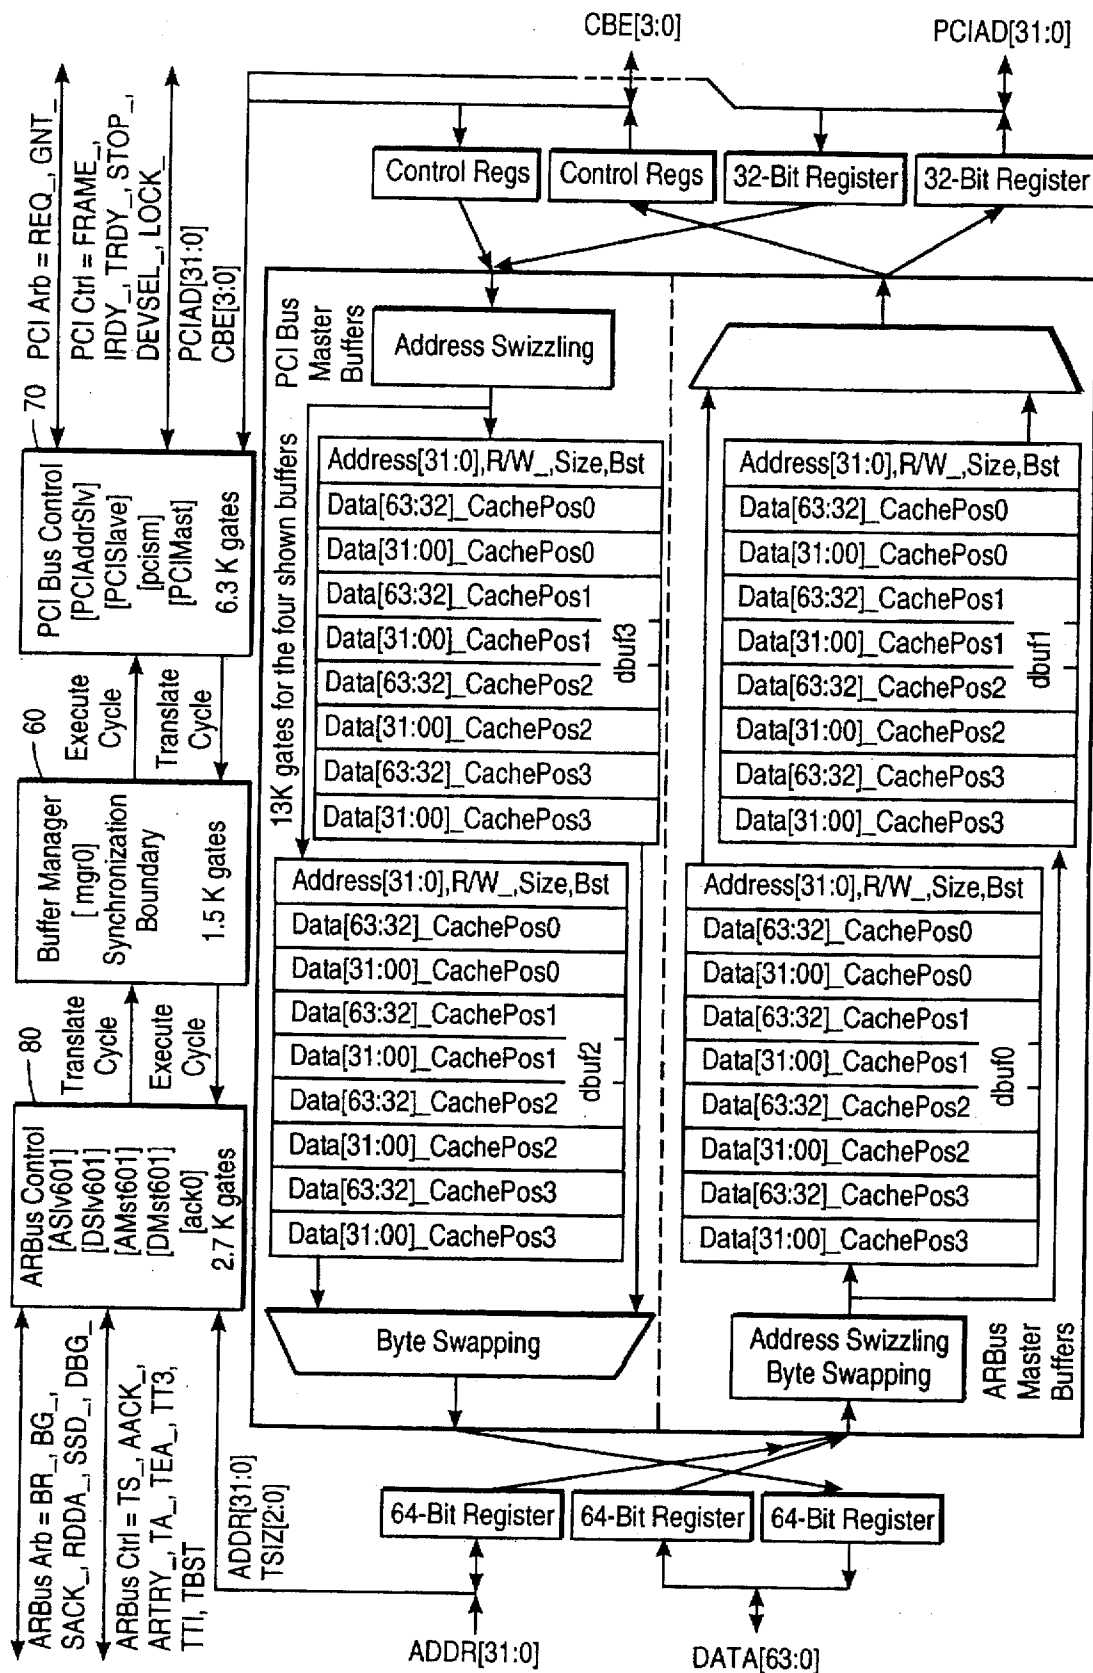 CBE[3:0]
PCIAD[31:0]
PCI Arb = REQ_, GNT_
PCI Ctrl = FRAME_,
IRDY_, TRDY_, STOP_,
DEVSEL_, LOCK_
PCIAD[31:0]
CBE[3:0]
Control Regs
Control Regs
32-Bit Register
32-Bit Register
70
PCI Bus Control
[PCIAddrSlv]
[PCISlave]
[pcism]
[PCIMast]
6.3 K gates
Execute
Cycle
Translate
Cycle
60
Buffer Manager
[mgr0]
Synchronization
Boundary
1.5 K gates
Translate
Cycle
Execute
Cycle
80
ARBus Control
[ASlv601]
[DSlv601]
[AMst601]
[DMst601]
[ack0]
2.7 K gates
ARBus Arb = BR_, BG_,
SACK_, RDDA_, SSD_, DBG_
ARBus Ctrl = TS_, AACK_,
ARTRY_, TA_, TEA_, TT3,
TTI, TBST
ADDR[31:0]
TSIZ[2:0]
PCI Bus
Master
Buffers
Address Swizzling
13K gates for the four shown buffers
Address[31:0],R/W_,Size,Bst
Data[63:32]_CachePos0
Data[31:00]_CachePos0
Data[63:32]_CachePos1
Data[31:00]_CachePos1
Data[63:32]_CachePos2
Data[31:00]_CachePos2
Data[63:32]_CachePos3
Data[31:00]_CachePos3
dbuf3
Address[31:0],R/W_,Size,Bst
Data[63:32]_CachePos0
Data[31:00]_CachePos0
Data[63:32]_CachePos1
Data[31:00]_CachePos1
Data[63:32]_CachePos2
Data[31:00]_CachePos2
Data[63:32]_CachePos3
Data[31:00]_CachePos3
dbuf1
Address[31:0],R/W_,Size,Bst
Data[63:32]_CachePos0
Data[31:00]_CachePos0
Data[63:32]_CachePos1
Data[31:00]_CachePos1
Data[63:32]_CachePos2
Data[31:00]_CachePos2
Data[63:32]_CachePos3
Data[31:00]_CachePos3
dbuf2
Address[31:0],R/W_,Size,Bst
Data[63:32]_CachePos0
Data[31:00]_CachePos0
Data[63:32]_CachePos1
Data[31:00]_CachePos1
Data[63:32]_CachePos2
Data[31:00]_CachePos2
Data[63:32]_CachePos3
Data[31:00]_CachePos3
dbuf0
Byte Swapping
Address Swizzling
Byte Swapping
ARBus
Master
Buffers
64-Bit Register
64-Bit Register
64-Bit Register
ADDR[31:0]
DATA[63:0]